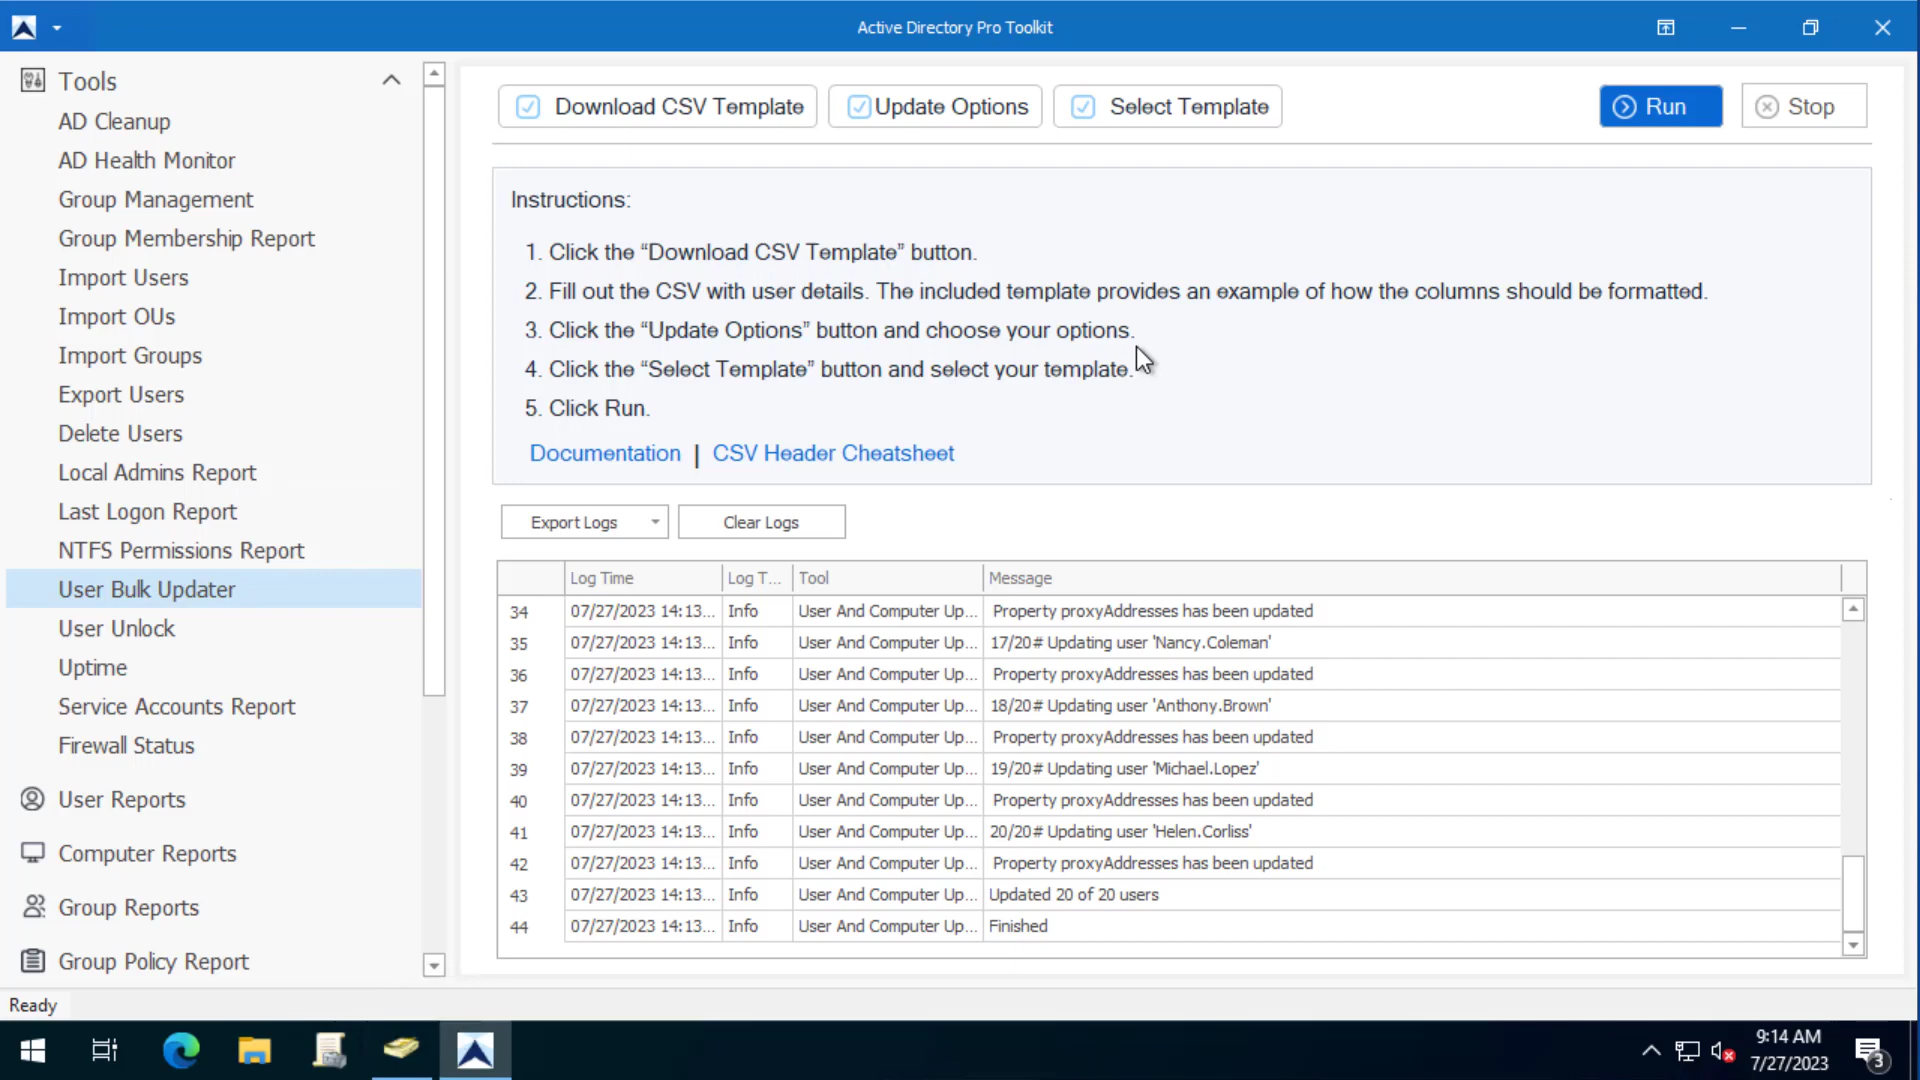 Active Directory Pro Toolkit
Tools
AD Cleanup
AD Health Monitor
Group Management
Group Membership Report
Import Users
Import OUs
Import Groups
Export Users
Delete Users
Local Admins Report
Last Logon Report
NTFS Permissions Report
User Bulk Updater
User Unlock
Uptime
Service Accounts Report
Firewall Status
User Reports
Computer Reports
Group Reports
Group Policy Report
Download CSV Template Update Options Select Template Run Stop
Instructions:
1. Click the “Download CSV Template” button.
2. Fill out the CSV with user details. The included template provides an example of how the columns should be formatted.
3. Click the “Update Options” button and choose your options.
4. Click the “Select Template” button and select your template.
5. Click Run.
Documentation | CSV Header Cheatsheet
Export Logs Clear Logs
Log Time Log T... Tool Message
34 07/27/2023 14:13... Info User And Computer Up... Property proxyAddresses has been updated
35 07/27/2023 14:13... Info User And Computer Up... 17/20# Updating user 'Nancy.Coleman'
36 07/27/2023 14:13... Info User And Computer Up... Property proxyAddresses has been updated
37 07/27/2023 14:13... Info User And Computer Up... 18/20# Updating user 'Anthony.Brown'
38 07/27/2023 14:13... Info User And Computer Up... Property proxyAddresses has been updated
39 07/27/2023 14:13... Info User And Computer Up... 19/20# Updating user 'Michael.Lopez'
40 07/27/2023 14:13... Info User And Computer Up... Property proxyAddresses has been updated
41 07/27/2023 14:13... Info User And Computer Up... 20/20# Updating user 'Helen.Corliss'
42 07/27/2023 14:13... Info User And Computer Up... Property proxyAddresses has been updated
43 07/27/2023 14:13... Info User And Computer Up... Updated 20 of 20 users
44 07/27/2023 14:13... Info User And Computer Up... Finished
Ready
9:14 AM
7/27/2023
3